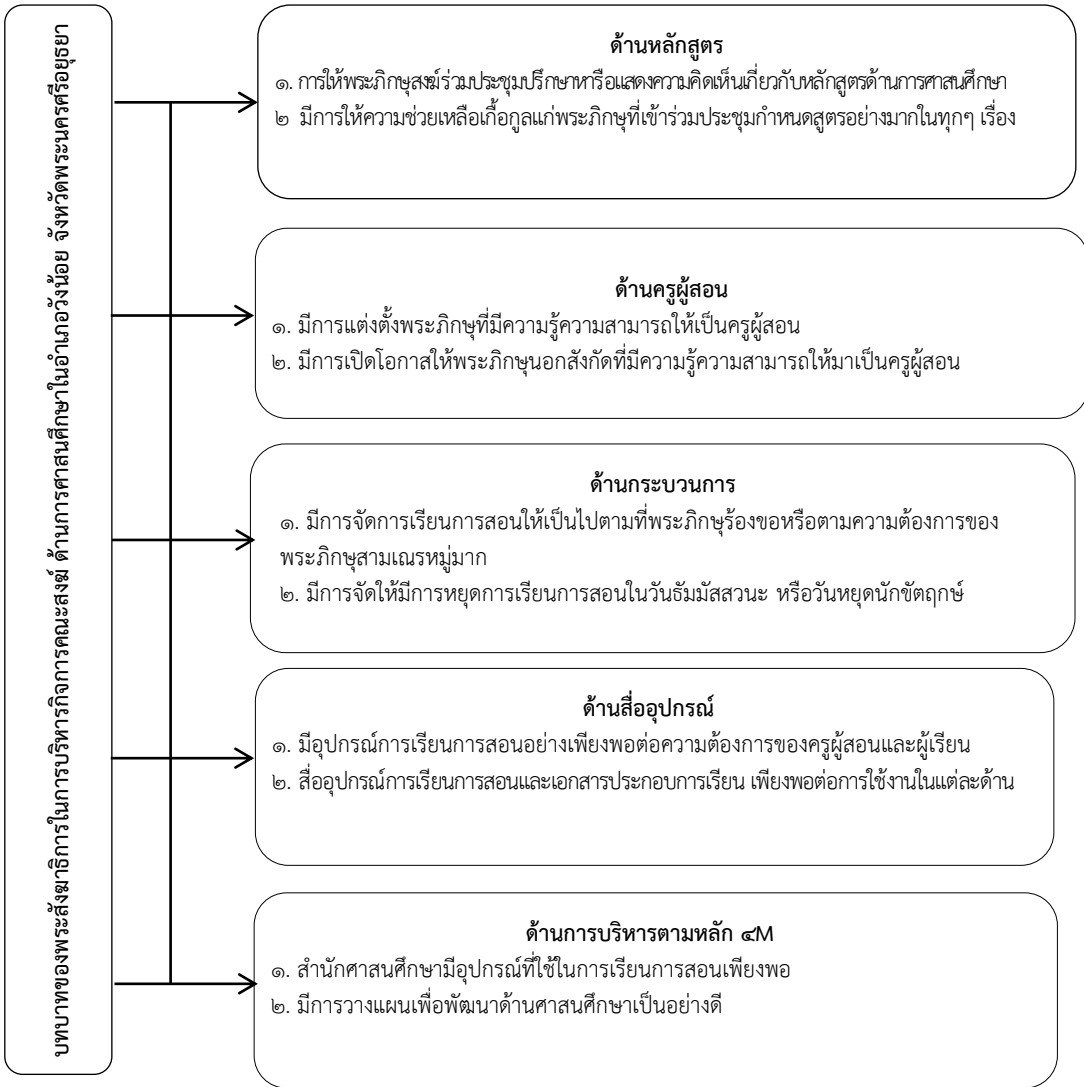 บทบาทของพระสังฆาธิการในการบริหารกิจการคณะสงฆ์ ด้านการศาสนศึกษาในอำเภอวังน้อย จังหวัดพระนครศรีอยุธยา
ด้านหลักสูตร
๑. การให้พระภิกษุสงฆ์ร่วมประชุมปรึกษาหารือแสดงความคิดเห็นเกี่ยวกับหลักสูตรด้านการศาสนศึกษา
๒ มีการให้ความช่วยเหลือเกื้อกูลแก่พระภิกษุที่เข้าร่วมประชุมกำหนดสูตรอย่างมากในทุกๆ เรื่อง
ด้านครูผู้สอน
๑. มีการแต่งตั้งพระภิกษุที่มีความรู้ความสามารถให้เป็นครูผู้สอน
๒. มีการเปิดโอกาสให้พระภิกษุนอกสังกัดที่มีความรู้ความสามารถให้มาเป็นครูผู้สอน
ด้านกระบวนการ
๑. มีการจัดการเรียนการสอนให้เป็นไปตามที่พระภิกษุร้องขอหรือตามความต้องการของ
พระภิกษุสามเณรหมู่มาก
๒. มีการจัดให้มีการหยุดการเรียนการสอนในวันธัมมัสสวนะ หรือวันหยุดนักขัตฤกษ์
ด้านสื่ออุปกรณ์
๑. มีอุปกรณ์การเรียนการสอนอย่างเพียงพอต่อความต้องการของครูผู้สอนและผู้เรียน
๒. สื่ออุปกรณ์การเรียนการสอนและเอกสารประกอบการเรียน เพียงพอต่อการใช้งานในแต่ละด้าน
ด้านการบริหารตามหลัก ๔M
๑. สำนักศาสนศึกษามีอุปกรณ์ที่ใช้ในการเรียนการสอนเพียงพอ
๒. มีการวางแผนเพื่อพัฒนาด้านศาสนศึกษาเป็นอย่างดี